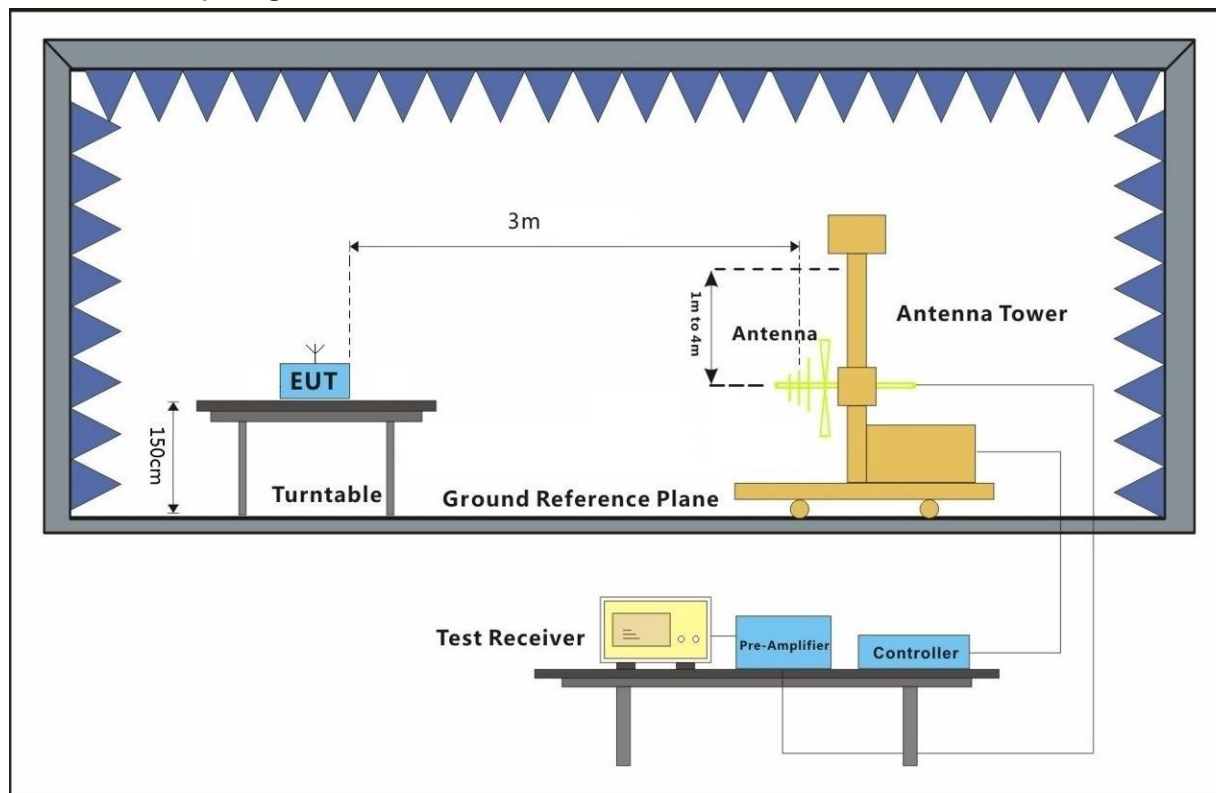 3m
1m to 4m
Antenna
Antenna Tower
EUT
150cm
Turntable
Ground Reference Plane
Test Receiver
Pre-Amplifier
Controller